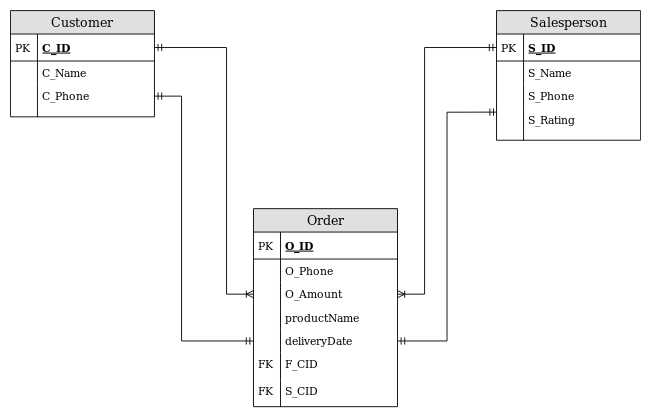 Customer
PK C_ID
C_Name
C_Phone
Salesperson
PK S_ID
S_Name
S_Phone
S_Rating
Order
PK O_ID
O_Phone
O_Amount
productName
deliveryDate
FK F_CID
FK S_CID